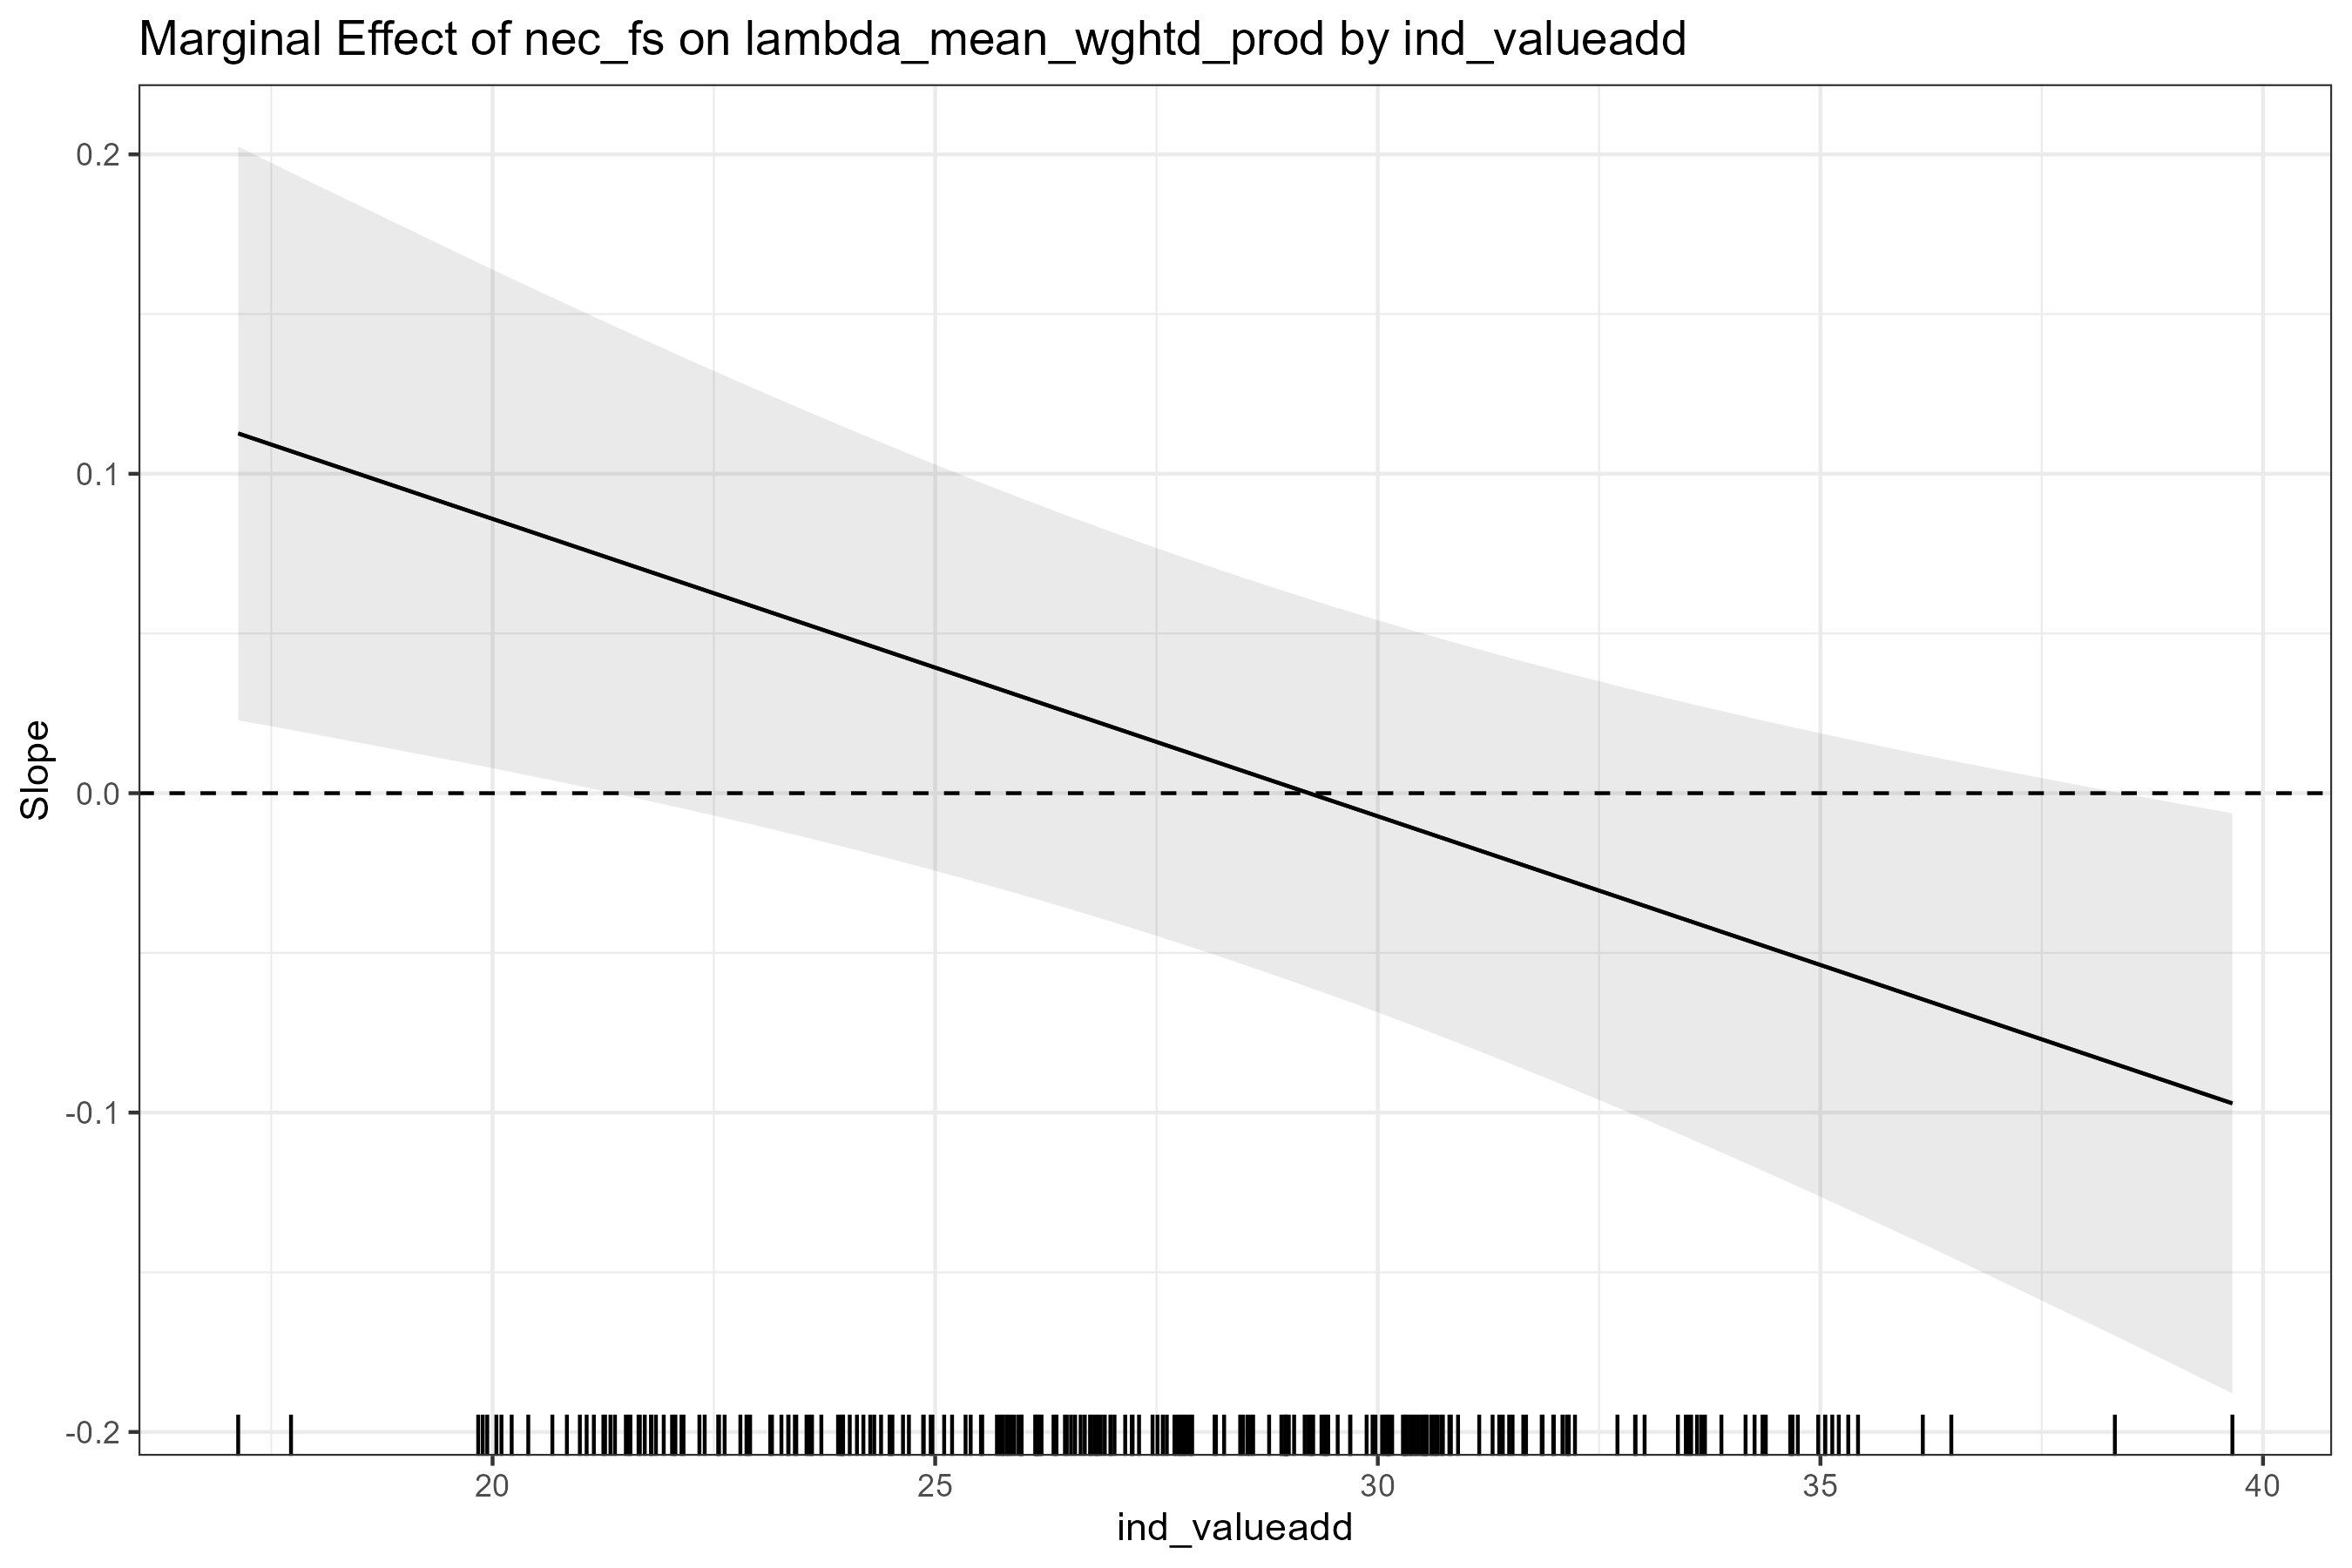 Marginal Effect of nec_fs on lambda_mean_wghtd_prod by ind_valueadd
Slope
0.2
0.1
0.0
-0.1
-0.2
20 25 30 35 40
ind_valueadd